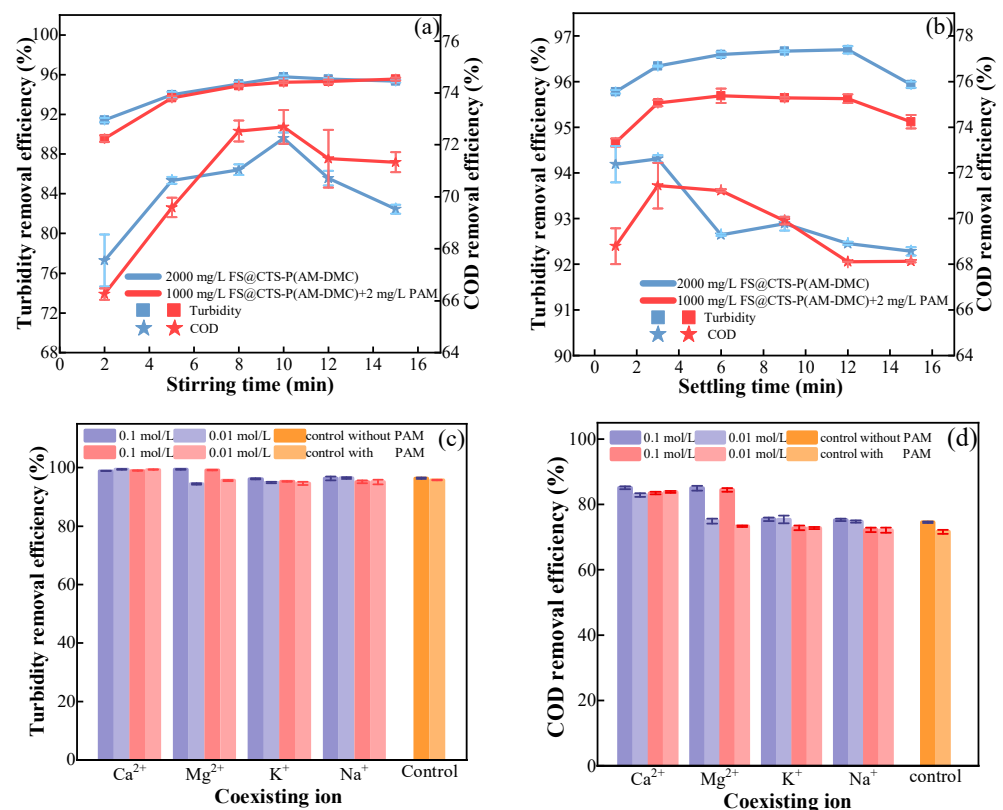 (a)
Turbidity removal efficiency (%)
100
96
92
88
84
80
76
72
68
76
74
72
70
68
66
64
COD removal efficiency (%)
2000 mg/L FS@CTS-P(AM-DMC)
1000 mg/L FS@CTS-P(AM-DMC)+2 mg/L PAM
Turbidity
COD
0 2 4 6 8 10 12 14 16
Stirring time (min)
(b)
Turbidity removal efficiency (%)
97
96
95
94
93
92
91
90
78
76
74
72
70
68
66
64
COD removal efficiency (%)
2000 mg/L FS@CTS-P(AM-DMC)
1000 mg/L FS@CTS-P(AM-DMC)+2 mg/L PAM
Turbidity
COD
0 2 4 6 8 10 12 14 16
Settling time (min)
(c)
0.1 mol/L 0.01 mol/L control without PAM
0.1 mol/L 0.01 mol/L control with PAM
Turbidity removal efficiency (%)
100
80
60
40
20
0
Ca²⁺ Mg²⁺ K⁺ Na⁺ Control
Coexisting ion
(d)
0.1 mol/L 0.01 mol/L control without PAM
0.1 mol/L 0.01 mol/L control with PAM
COD removal efficiency (%)
100
80
60
40
20
0
Ca²⁺ Mg²⁺ K⁺ Na⁺ control
Coexisting ion